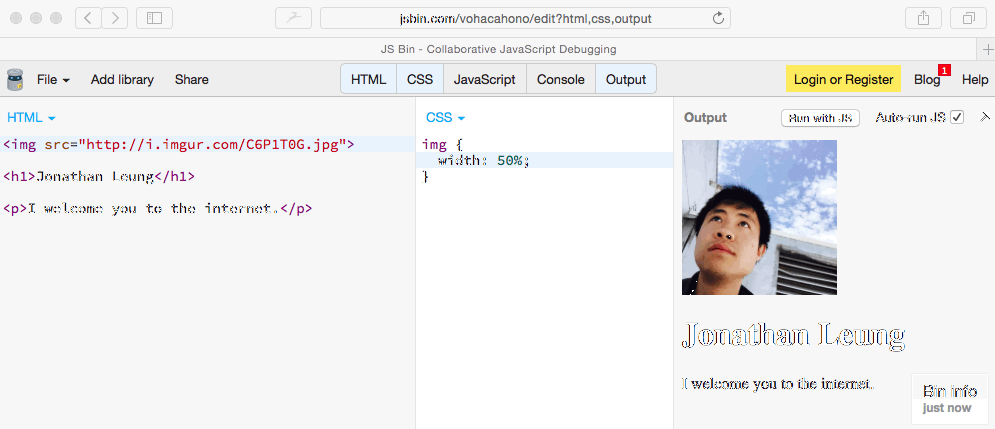 jsbin.com/vohacahono/edit?html,css,output
JS Bin - Collaborative JavaScript Debugging
File Add library Share HTML CSS JavaScript Console Output Login or Register Blog 1 Help
HTML
<img src="http://i.imgur.com/C6P1T0G.jpg">
<h1>Jonathan Leung</h1>
<p>I welcome you to the internet.</p>
CSS
img {
width: 50%;
}
Output Run with JS Auto-run JS
Jonathan Leung
I welcome you to the internet.
Bin info
just now